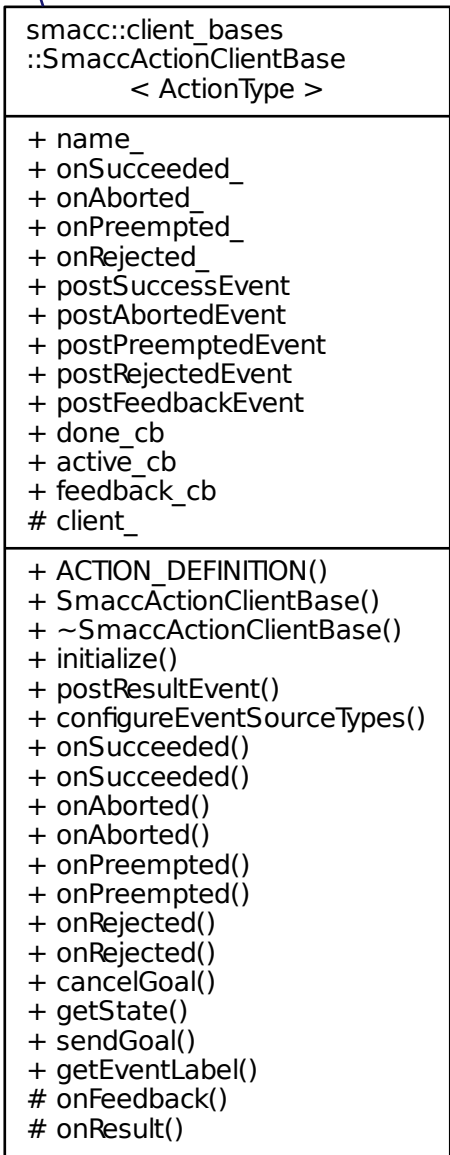 smacc::client_bases
::SmaccActionClientBase
< ActionType >
+ name_
+ onSucceeded_
+ onAborted_
+ onPreempted_
+ onRejected_
+ postSuccessEvent
+ postAbortedEvent
+ postPreemptedEvent
+ postRejectedEvent
+ postFeedbackEvent
+ done_cb
+ active_cb
+ feedback_cb
# client_
+ ACTION_DEFINITION()
+ SmaccActionClientBase()
+ ~SmaccActionClientBase()
+ initialize()
+ postResultEvent()
+ configureEventSourceTypes()
+ onSucceeded()
+ onSucceeded()
+ onAborted()
+ onAborted()
+ onPreempted()
+ onPreempted()
+ onRejected()
+ onRejected()
+ cancelGoal()
+ getState()
+ sendGoal()
+ getEventLabel()
# onFeedback()
# onResult()